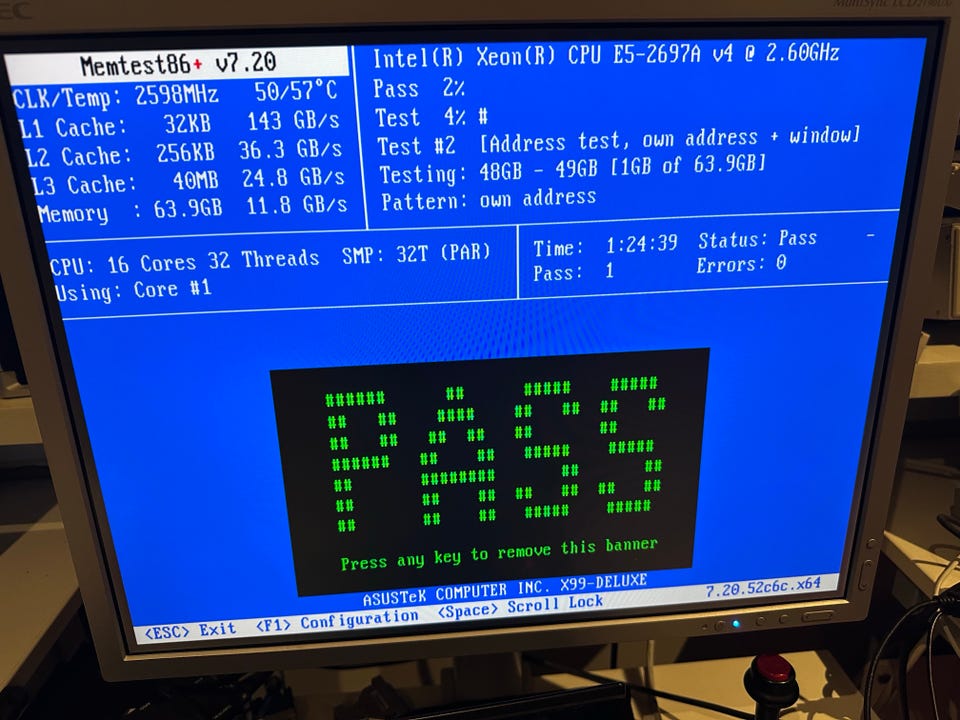 EC
MultiSync LCD
Memtest86+ v7.20
CLK/Temp: 2598MHz 50/57°C
L1 Cache: 32KB 143 GB/s
L2 Cache: 256KB 36.3 GB/s
L3 Cache: 40MB 24.8 GB/s
Memory : 63.9GB 11.8 GB/s
Intel(R) Xeon(R) CPU E5-2697A v4 @ 2.60GHz
Pass 2%
Test 4% #
Test #2 [Address test, own address + window]
Testing: 48GB - 49GB [1GB of 63.9GB]
Pattern: own address
CPU: 16 Cores 32 Threads SMP: 32T (PAR)
Using: Core #1
Time: 1:24:39 Status: Pass -
Pass: 1 Errors: 0
PASS
Press any key to remove this banner
ASUSTeK COMPUTER INC. X99-DELUXE
<ESC> Exit <F1> Configuration <Space> Scroll Lock 7.20.52c6c.x64